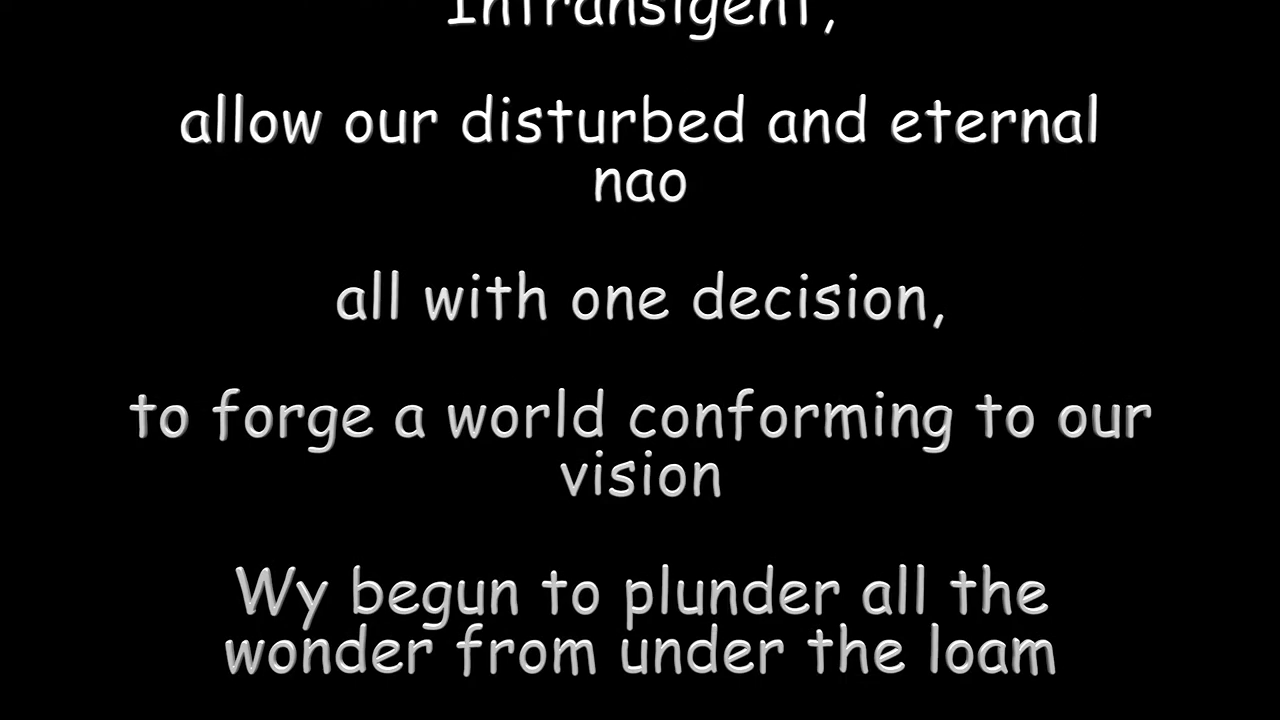 Intransigent,
allow our disturbed and eternal
nao
all with one decision,
to forge a world conforming to our
vision
Wy begun to plunder all the
wonder from under the loam